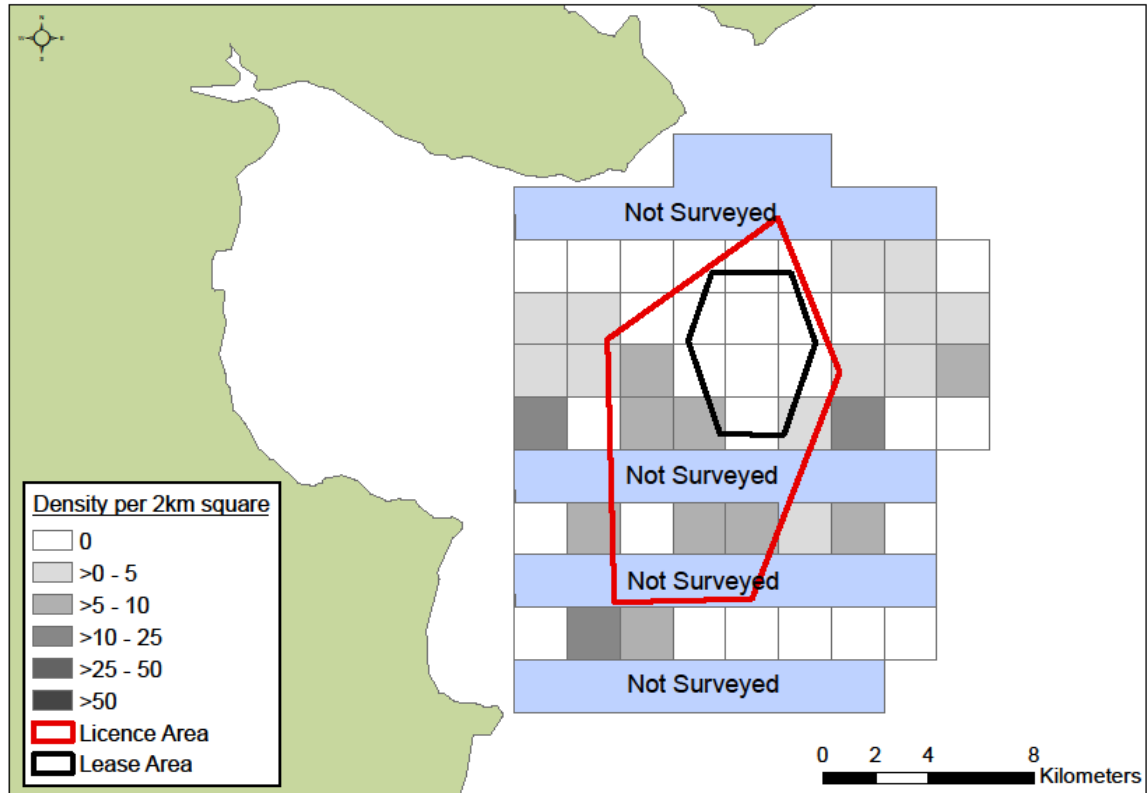 N
W E
S
Not Surveyed
Not Surveyed
Not Surveyed
Not Surveyed
Density per 2km square
0
>0 - 5
>5 - 10
>10 - 25
>25 - 50
>50
Licence Area
Lease Area
0 2 4 8
Kilometers